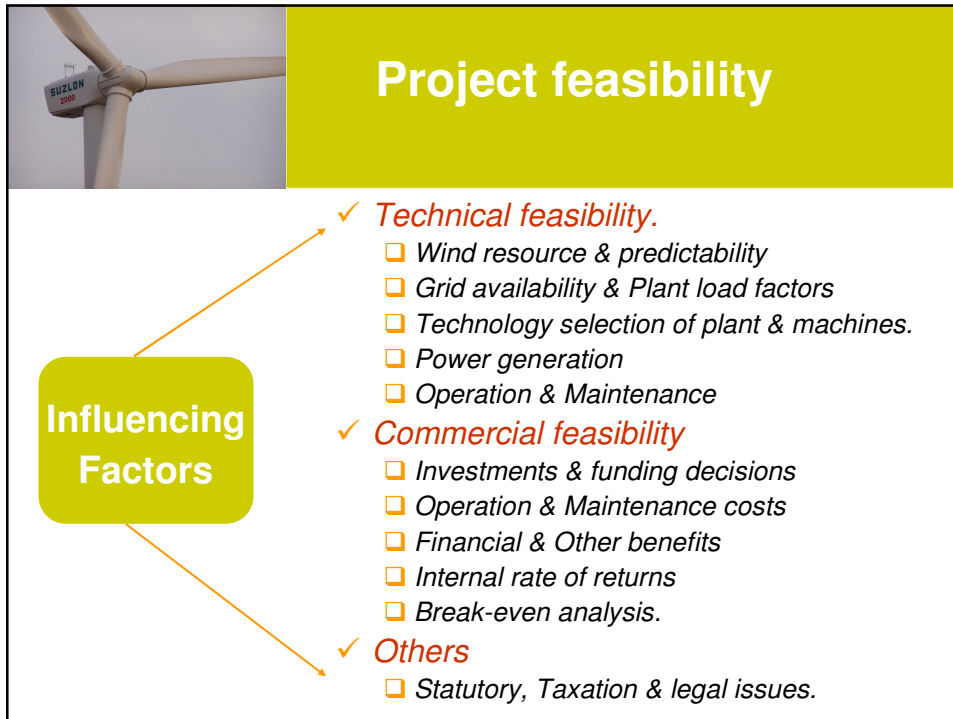 SUZLON
2000
Project feasibility
Influencing
Factors
Technical feasibility.
Wind resource & predictability
Grid availability & Plant load factors
Technology selection of plant & machines.
Power generation
Operation & Maintenance
Commercial feasibility
Investments & funding decisions
Operation & Maintenance costs
Financial & Other benefits
Internal rate of returns
Break-even analysis.
Others
Statutory, Taxation & legal issues.